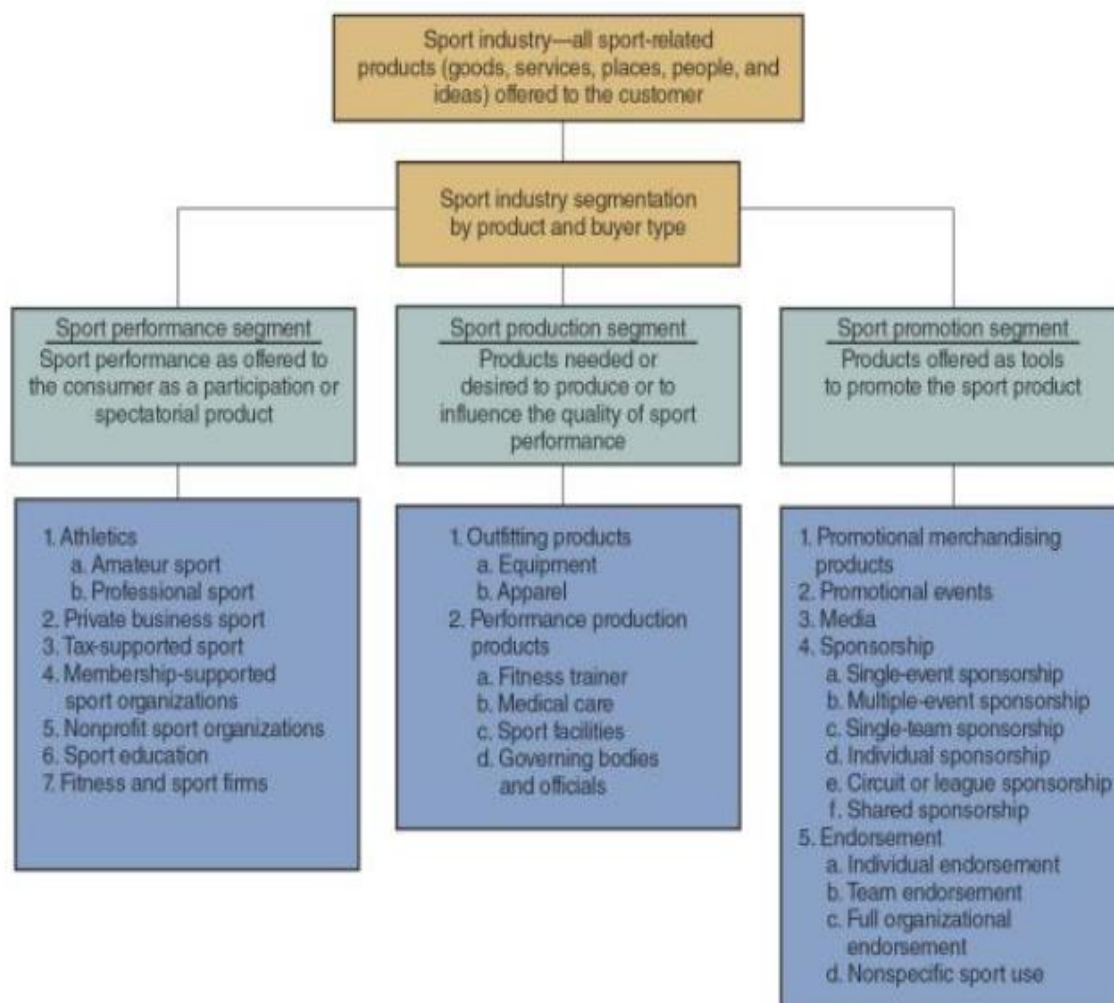 Sport industry—all sport-related
products (goods, services, places, people, and
ideas) offered to the customer
Sport industry segmentation
by product and buyer type
Sport performance segment
Sport performance as offered to
the consumer as a participation or
spectatorial product
Sport production segment
Products needed or
desired to produce or to
influence the quality of sport
performance
Sport promotion segment
Products offered as tools
to promote the sport product
1. Athletics
a. Amateur sport
b. Professional sport
2. Private business sport
3. Tax-supported sport
4. Membership-supported
sport organizations
5. Nonprofit sport organizations
6. Sport education
7. Fitness and sport firms
1. Outfitting products
a. Equipment
b. Apparel
2. Performance production
products
a. Fitness trainer
b. Medical care
c. Sport facilities
d. Governing bodies
and officials
1. Promotional merchandising
products
2. Promotional events
3. Media
4. Sponsorship
a. Single-event sponsorship
b. Multiple-event sponsorship
c. Single-team sponsorship
d. Individual sponsorship
e. Circuit or league sponsorship
f. Shared sponsorship
5. Endorsement
a. Individual endorsement
b. Team endorsement
c. Full organizational
endorsement
d. Nonspecific sport use